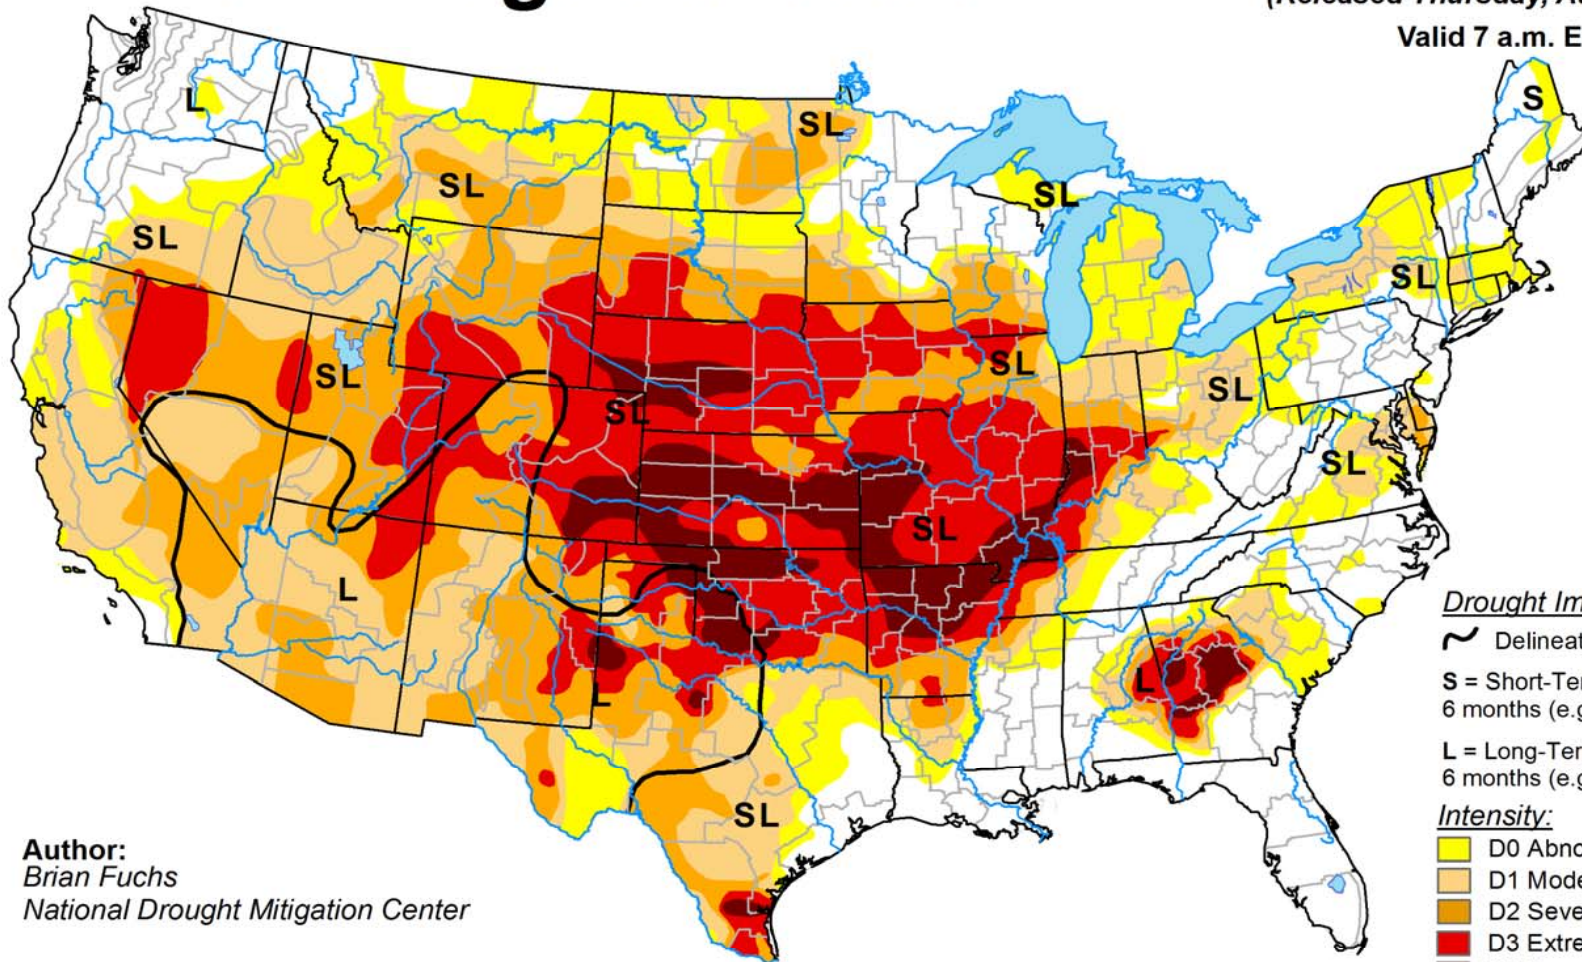 Valid 7 a.m. E
L
S
SL
SL
SL
SL
SL
SL
SL
SL
SL
SL
SL
SL
L
L
L
SL
Drought Im
Delineat
S = Short-Ter
6 months (e.g
L = Long-Ter
6 months (e.g
Intensity:
D0 Abno
D1 Mode
D2 Seve
D3 Extre
Author:
Brian Fuchs
National Drought Mitigation Center